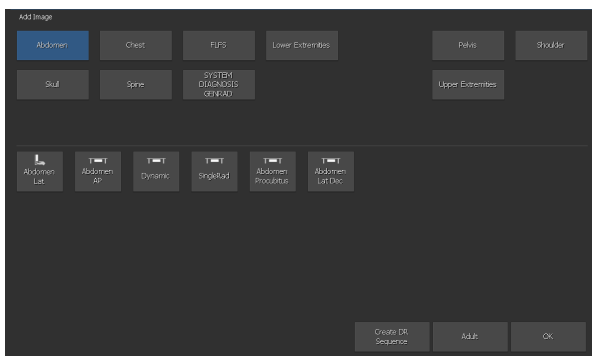 Add Image
Abdomen
Chest
FLFS
Lower Extremities
Pelvis
Shoulder
Skull
Spine
SYSTEM
DIAGNOSIS
GENRAD
Upper Extremities
Abdomen
Lat
Abdomen
AP
Dynamic
SingleRad
Abdomen
Procubitus
Abdomen
Lat Dec
Create DR
Sequence
Adult
OK